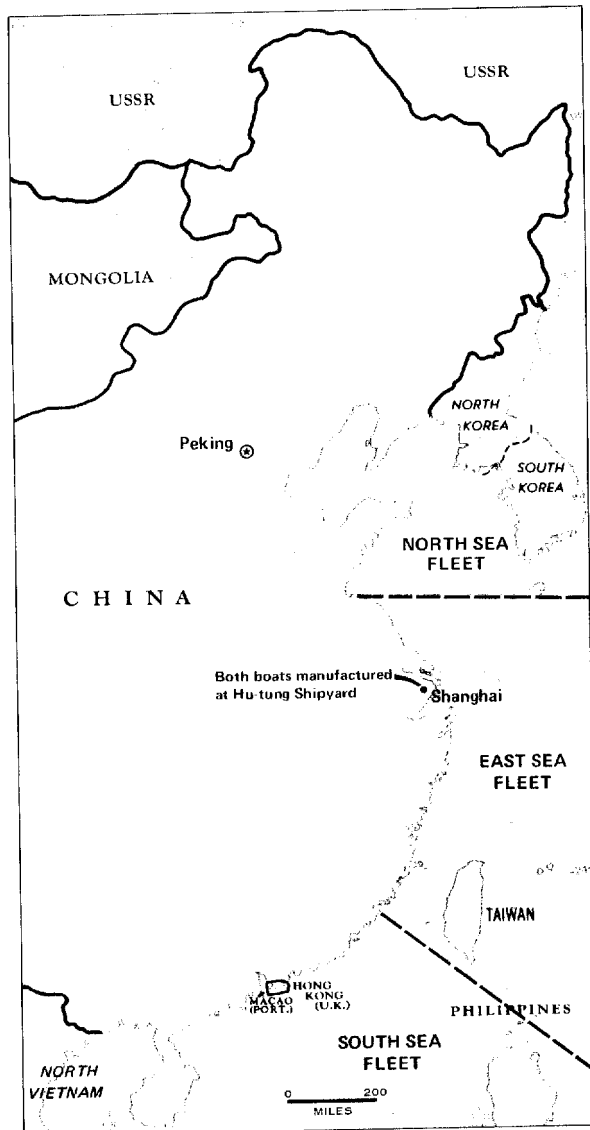 USSR
USSR
MONGOLIA
NORTH
KOREA
Peking
SOUTH
KOREA
NORTH SEA
FLEET
CHINA
Both boats manufactured
at Hu-tung Shipyard
Shanghai
EAST SEA
FLEET
TAIWAN
HONG
KONG
(U.K.)
MACAO
(PORT.)
PHILIPPINES
SOUTH SEA
FLEET
NORTH
VIETNAM
0 200
MILES